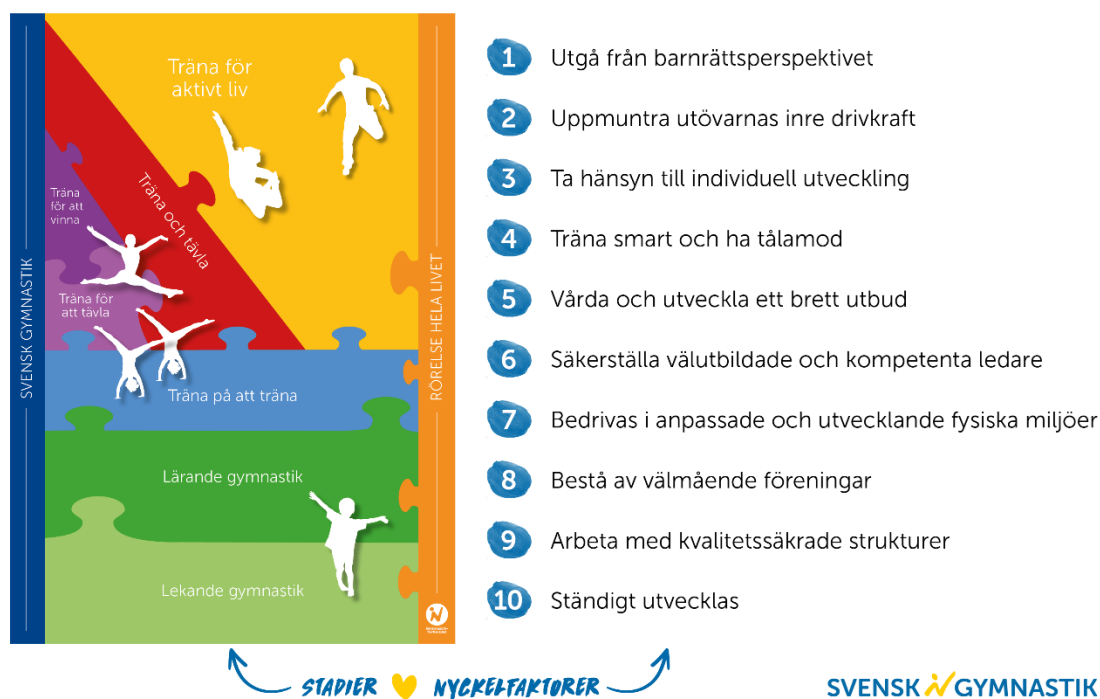 SVENSK GYMNASTIK
Träna för
aktivt liv
Träna och tävla
Träna
för att
vinna
Träna för
att tävla
Träna på att träna
Lärande gymnastik
Lekande gymnastik
RÖRELSE HELA LIVET
1 Utgå från barnrättsperspektivet
2 Uppmuntra utövarnas inre drivkraft
3 Ta hänsyn till individuell utveckling
4 Träna smart och ha tålamod
5 Vårda och utveckla ett brett utbud
6 Säkerställa välutbildade och kompetenta ledare
7 Bedrivas i anpassade och utvecklande fysiska miljöer
8 Bestå av välmående föreningar
9 Arbeta med kvalitetssäkrade strukturer
10 Ständigt utvecklas
STADIER NYCKELFAKTORER
SVENSK GYMNASTIK